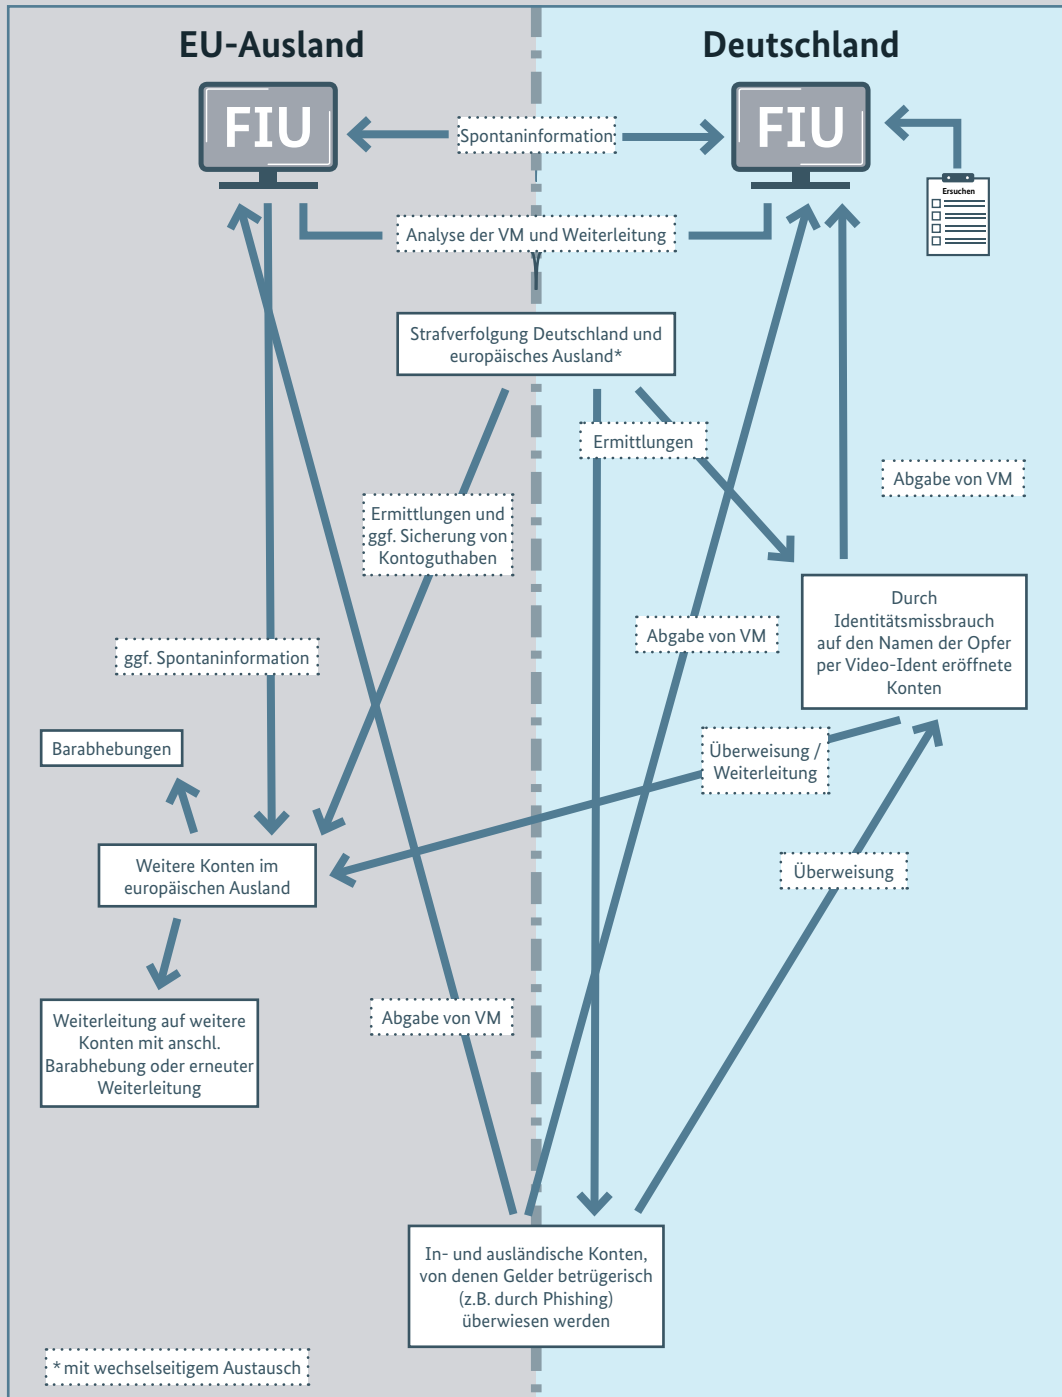 EU-Ausland
Deutschland
FIU
Spontaninformation
FIU
Ersuchen
Analyse der VM und Weiterleitung
Strafverfolgung Deutschland und
europäisches Ausland*
Ermittlungen
Abgabe von VM
Ermittlungen und
ggf. Sicherung von
Kontoguthaben
Durch
Identitätsmissbrauch
auf den Namen der Opfer
per Video-Ident eröffnete
Konten
Abgabe von VM
ggf. Spontaninformation
Barabhebungen
Überweisung /
Weiterleitung
Weitere Konten im
europäischen Ausland
Überweisung
Weiterleitung auf weitere
Konten mit anschl.
Barabhebung oder erneuter
Weiterleitung
Abgabe von VM
In- und ausländische Konten,
von denen Gelder betrügerisch
(z.B. durch Phishing)
überwiesen werden
* mit wechselseitigem Austausch